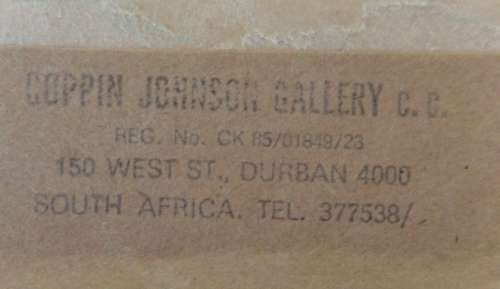 COPPIN JOHNSON GALLERY C.C.
REG. No. CK 85/01849/23
150 WEST ST., DURBAN 4000
SOUTH AFRICA. TEL. 377538/